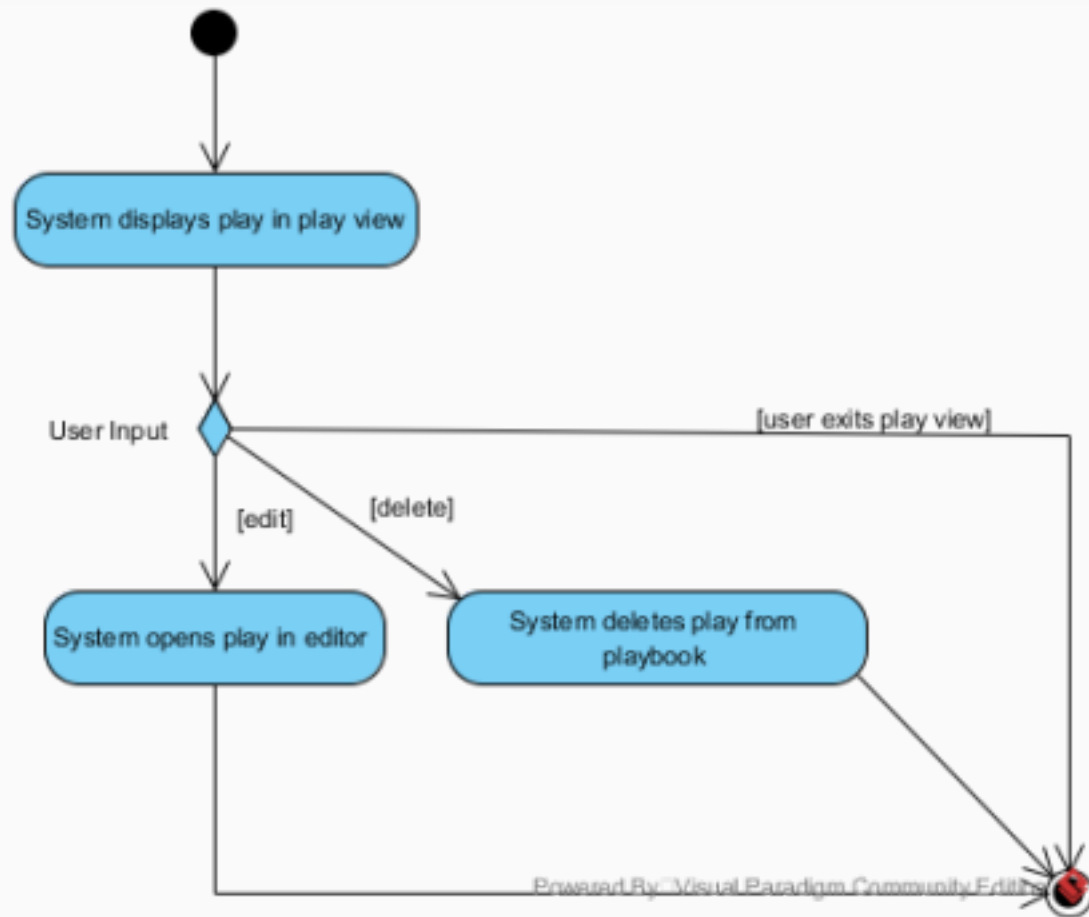 System displays play in play view
User Input
[user exits play view]
[edit]
[delete]
System opens play in editor
System deletes play from
playbook
Powered By Visual Paradigm Community Edition